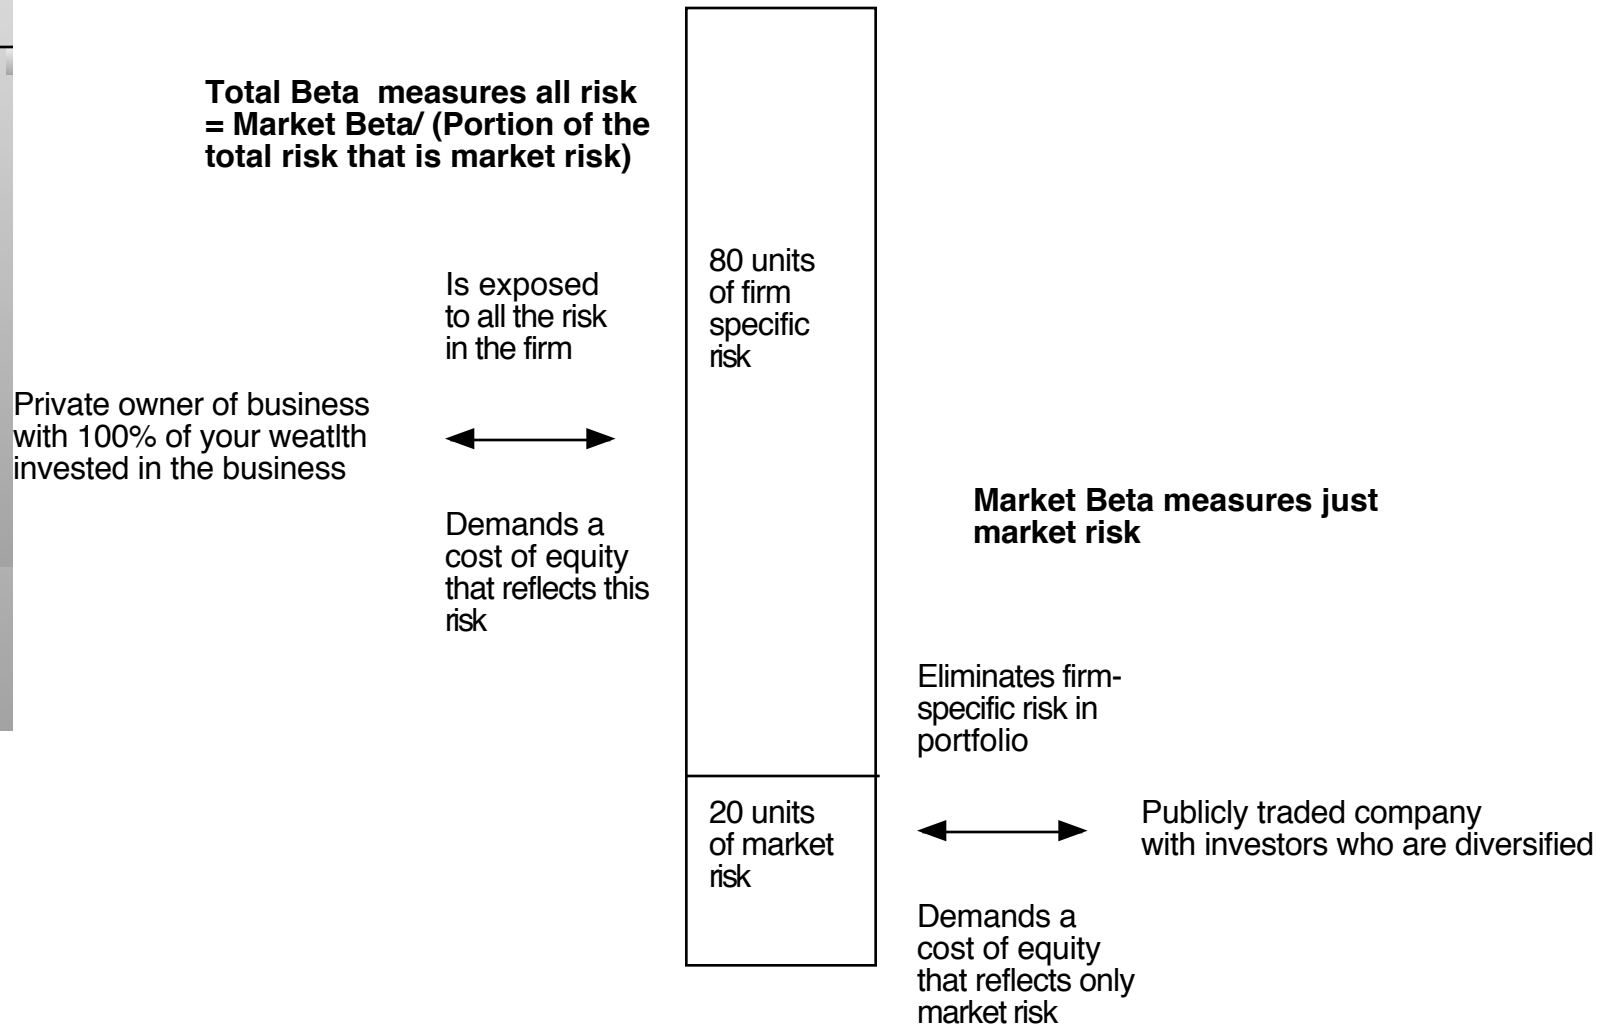 Total Beta measures all risk
= Market Beta/ (Portion of the
total risk that is market risk)
80 units
of firm
specific
risk
Is exposed
to all the risk
in the firm
Private owner of business
with 100% of your weatlth
invested in the business
Demands a
cost of equity
that reflects this
risk
Market Beta measures just
market risk
Eliminates firm-
specific risk in
portfolio
20 units
of market
risk
Publicly traded company
with investors who are diversified
Demands a
cost of equity
that reflects only
market risk